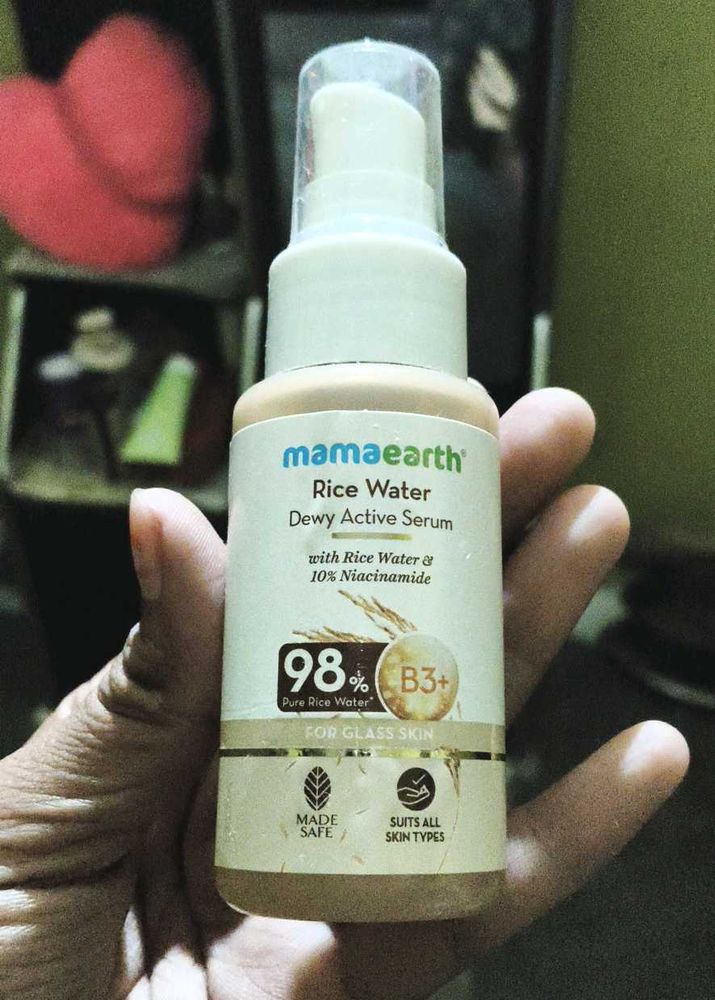 mamaearth®
Rice Water
Dewy Active Serum
with Rice Water &
10% Niacinamide
98%
Pure Rice Water*
B3+
FOR GLASS SKIN
MADE
SAFE
SUITS ALL
SKIN TYPES